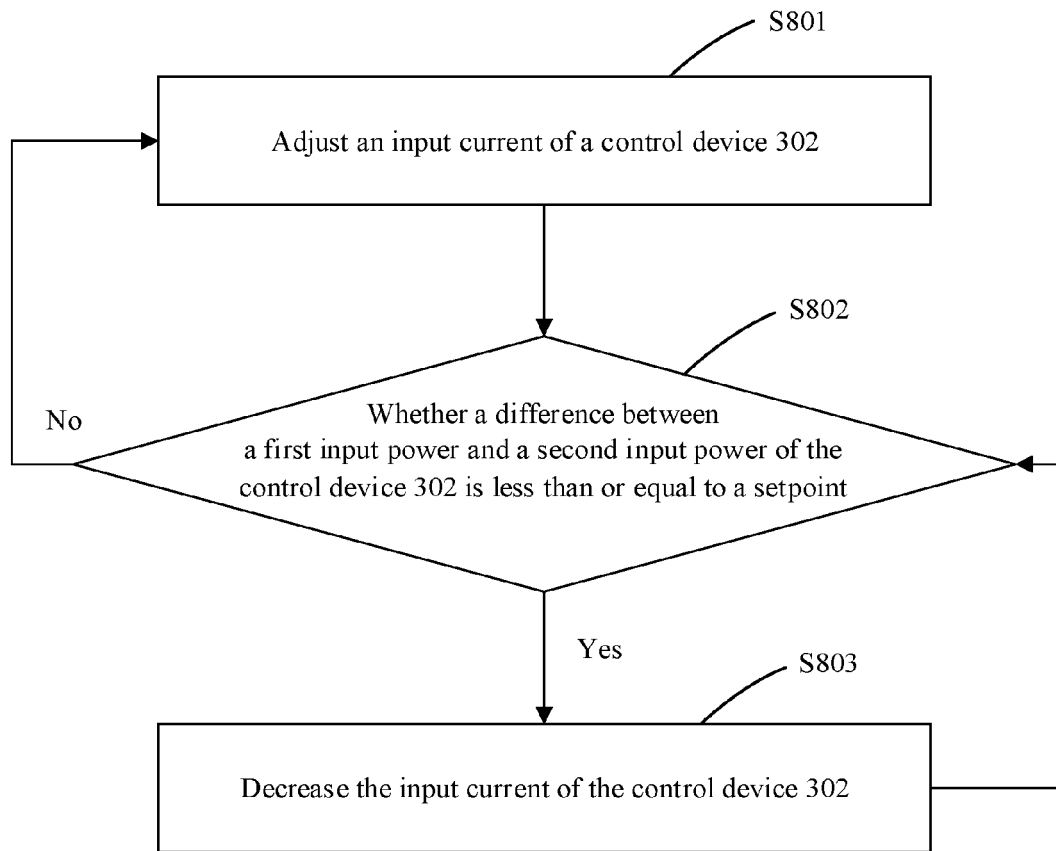 S801
Adjust an input current of a control device 302
S802
Whether a difference between
a first input power and a second input power of the
control device 302 is less than or equal to a setpoint
No
Yes
S803
Decrease the input current of the control device 302